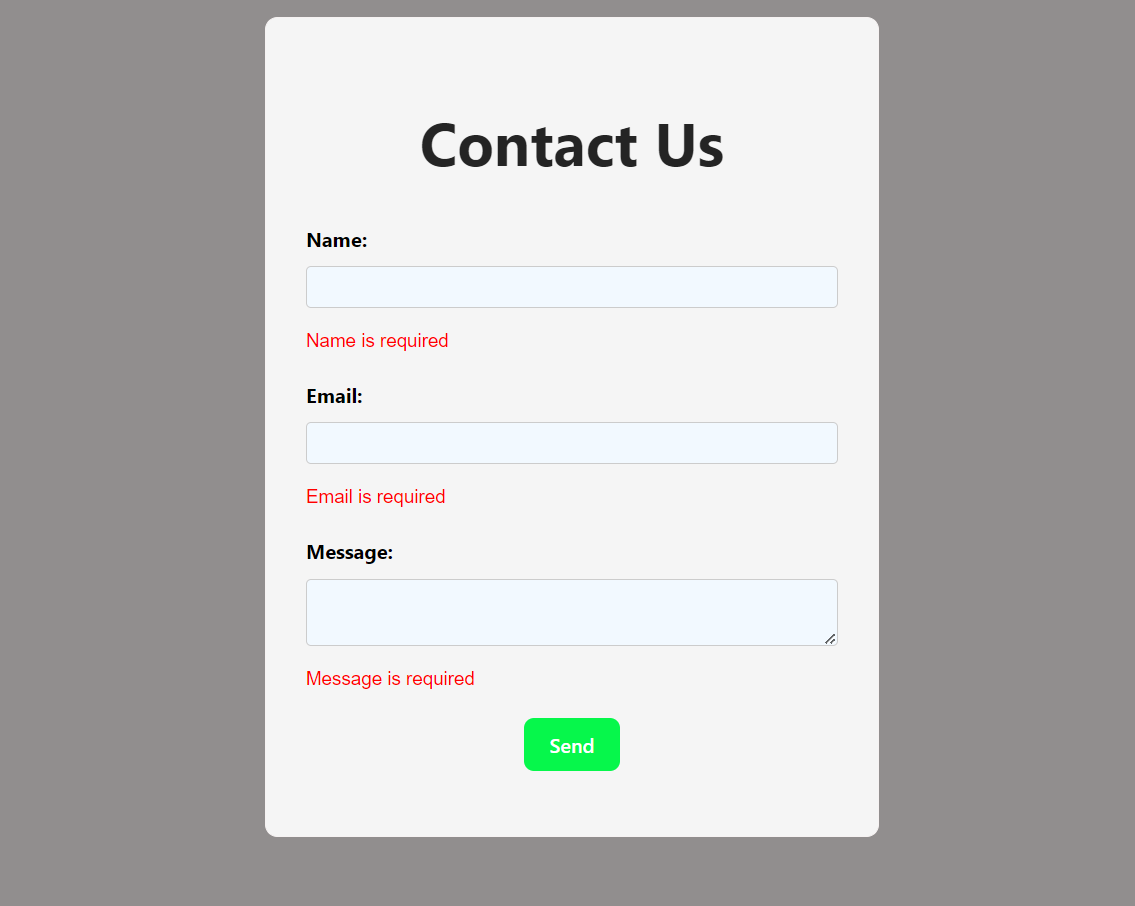 Contact Us
Name:
Name is required
Email:
Email is required
Message:
Message is required
Send